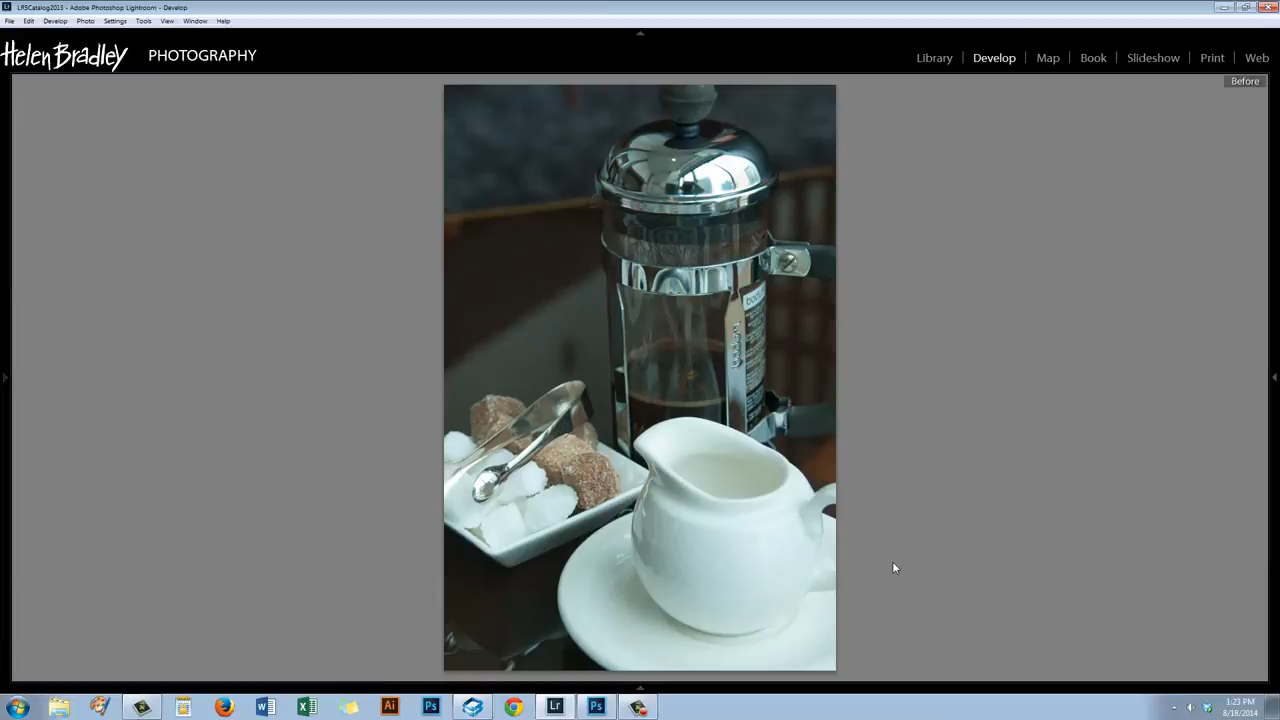 LR5Catalog2013 - Adobe Photoshop Lightroom - Develop
File Edit Develop Photo Settings Tools View Window Help
Helen Bradley PHOTOGRAPHY
Library | Develop | Map | Book | Slideshow | Print | Web
Before
bodum
1:23 PM
8/18/2014